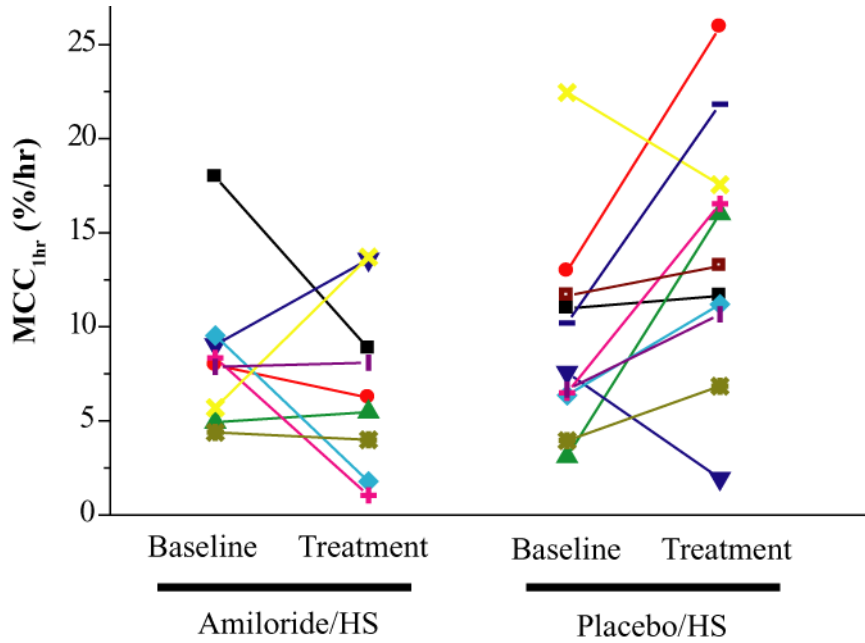 MCC1hr (%/hr)
25
20
15
10
5
0
Baseline Treatment Baseline Treatment
Amiloride/HS Placebo/HS